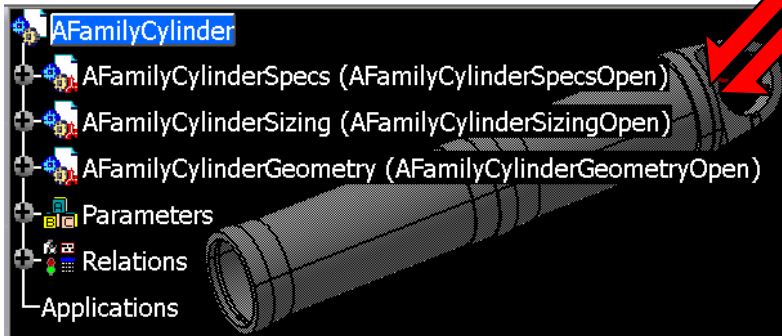 AFamilyCylinder
AFamilyCylinderSpecs (AFamilyCylinderSpecsOpen)
AFamilyCylinderSizing (AFamilyCylinderSizingOpen)
AFamilyCylinderGeometry (AFamilyCylinderGeometryOpen)
Parameters
Relations
Applications